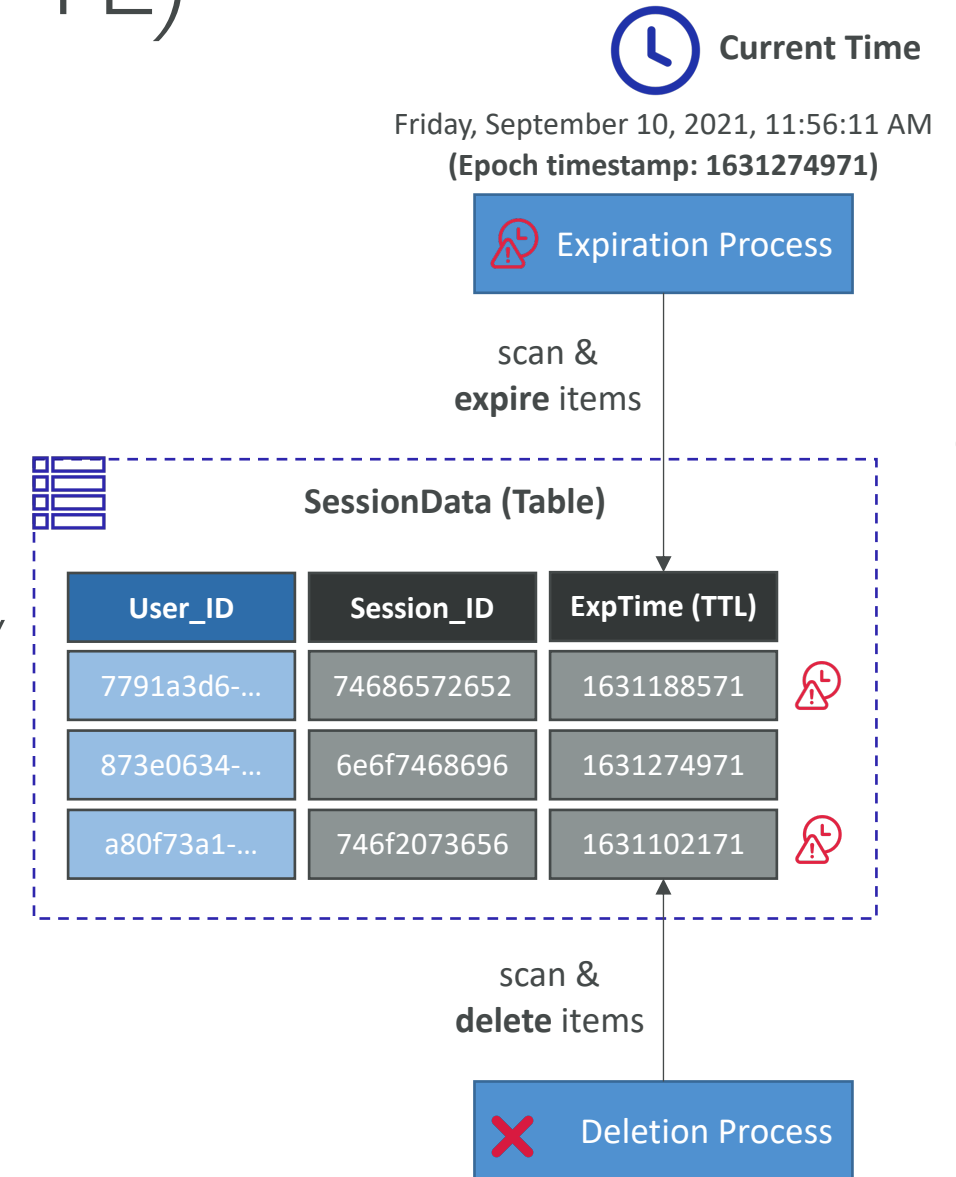 TL)
Current Time
Friday, September 10, 2021, 11:56:11 AM
(Epoch timestamp: 1631274971)
Expiration Process
scan &
expire items
SessionData (Table)
User_ID Session_ID ExpTime (TTL)
7791a3d6-... 74686572652 1631188571
873e0634-... 6e6f7468696 1631274971
a80f73a1-... 746f2073656 1631102171
scan &
delete items
Deletion Process